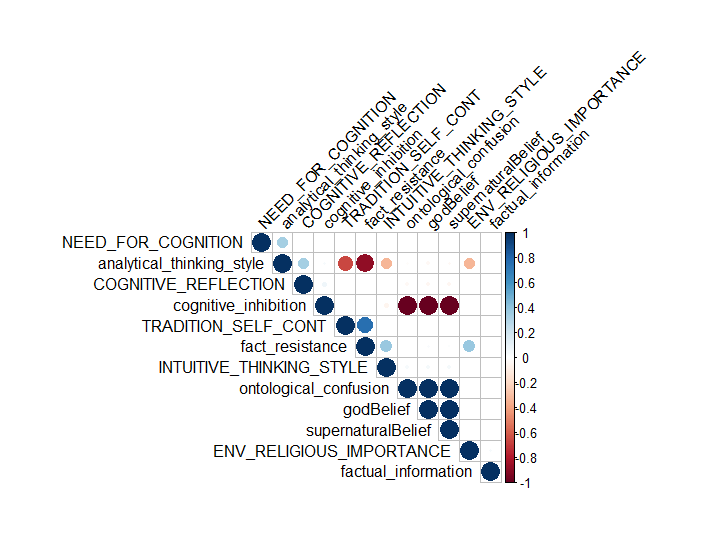 NEED_FOR_COGNITION
analytical_thinking_style
COGNITIVE_REFLECTION
cognitive_inhibition
TRADITION_SELF_CONT
fact_resistance
INTUITIVE_THINKING_STYLE
ontological_confusion
godBelief
supernaturalBelief
ENV_RELIGIOUS_IMPORTANCE
factual_information
NEED_FOR_COGNITION
analytical_thinking_style
COGNITIVE_REFLECTION
cognitive_inhibition
TRADITION_SELF_CONT
fact_resistance
INTUITIVE_THINKING_STYLE
ontological_confusion
godBelief
supernaturalBelief
ENV_RELIGIOUS_IMPORTANCE
factual_information
1
0.8
0.6
0.4
0.2
0
-0.2
-0.4
-0.6
-0.8
-1